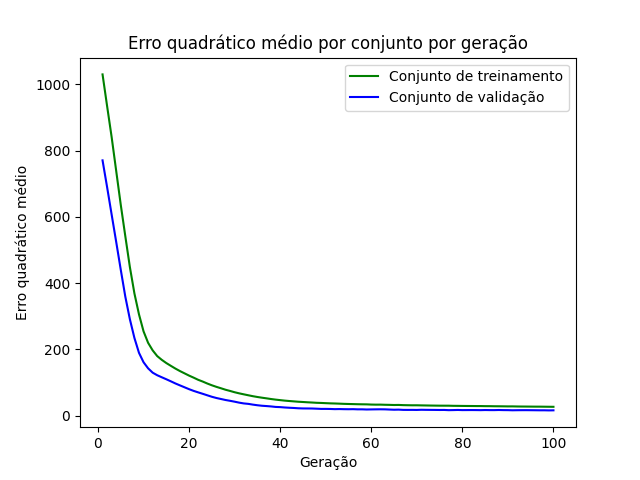 Erro quadrático médio por conjunto por geração
Conjunto de treinamento
Conjunto de validação
Erro quadrático médio
1000
800
600
400
200
0
0 20 40 60 80 100
Geração